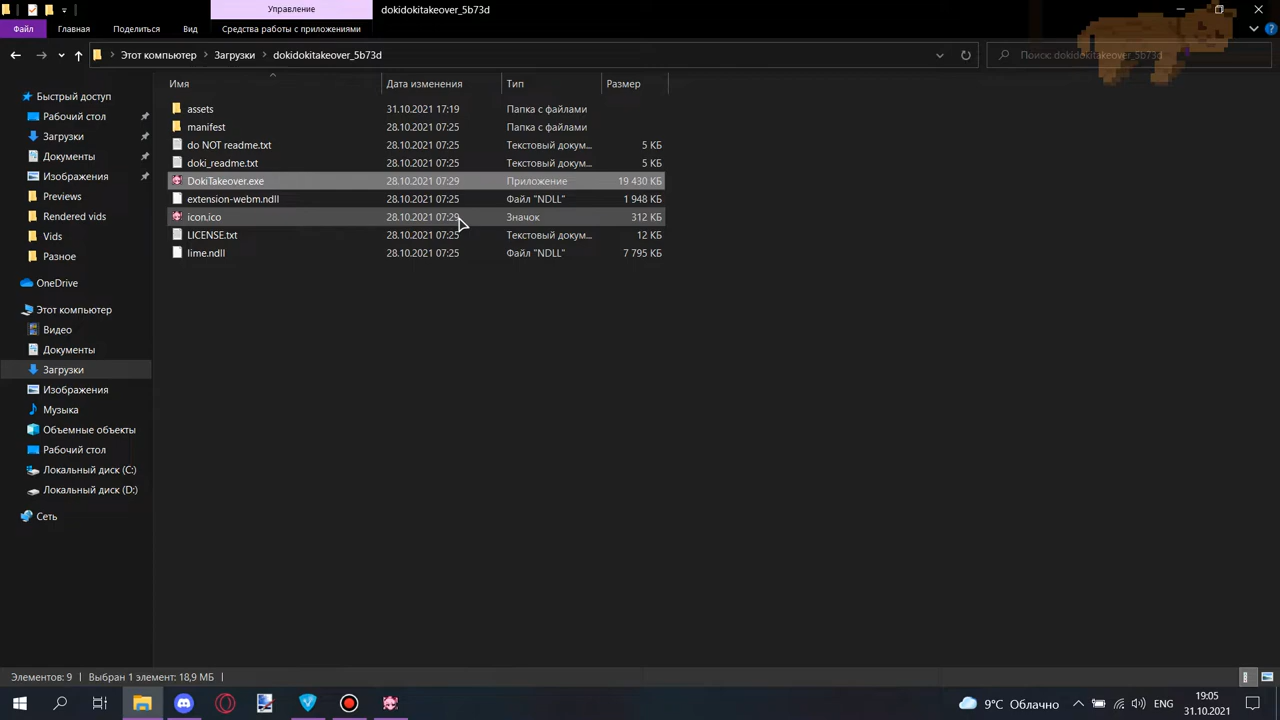 Управление
dokidokitakeover_5b73d
Файл
Главная
Поделиться
Вид
Средства работы с приложениями
Этот компьютер
Загрузки
dokidokitakeover_5b73d
Поиск: dokidokitakeover_5b73d
Имя
Дата изменения
Тип
Размер
Быстрый доступ
Рабочий стол
Загрузки
Документы
Изображения
Previews
Rendered vids
Vids
Разное
OneDrive
Этот компьютер
Видео
Документы
Загрузки
Изображения
Музыка
Объемные объекты
Рабочий стол
Локальный диск (C:)
Локальный диск (D:)
Сеть
assets 31.10.2021 17:19 Папка с файлами
manifest 28.10.2021 07:25 Папка с файлами
do NOT readme.txt 28.10.2021 07:25 Текстовый докум... 5 КБ
doki_readme.txt 28.10.2021 07:25 Текстовый докум... 5 КБ
DokiTakeover.exe 28.10.2021 07:29 Приложение 19 430 КБ
extension-webm.ndll 28.10.2021 07:25 Файл "NDLL" 1 948 КБ
icon.ico 28.10.2021 07:29 Значок 312 КБ
LICENSE.txt 28.10.2021 07:25 Текстовый докум... 12 КБ
lime.ndll 28.10.2021 07:25 Файл "NDLL" 7 795 КБ
Элементов: 9
Выбран 1 элемент: 18,9 МБ
9°C Облачно
ENG
19:05
31.10.2021